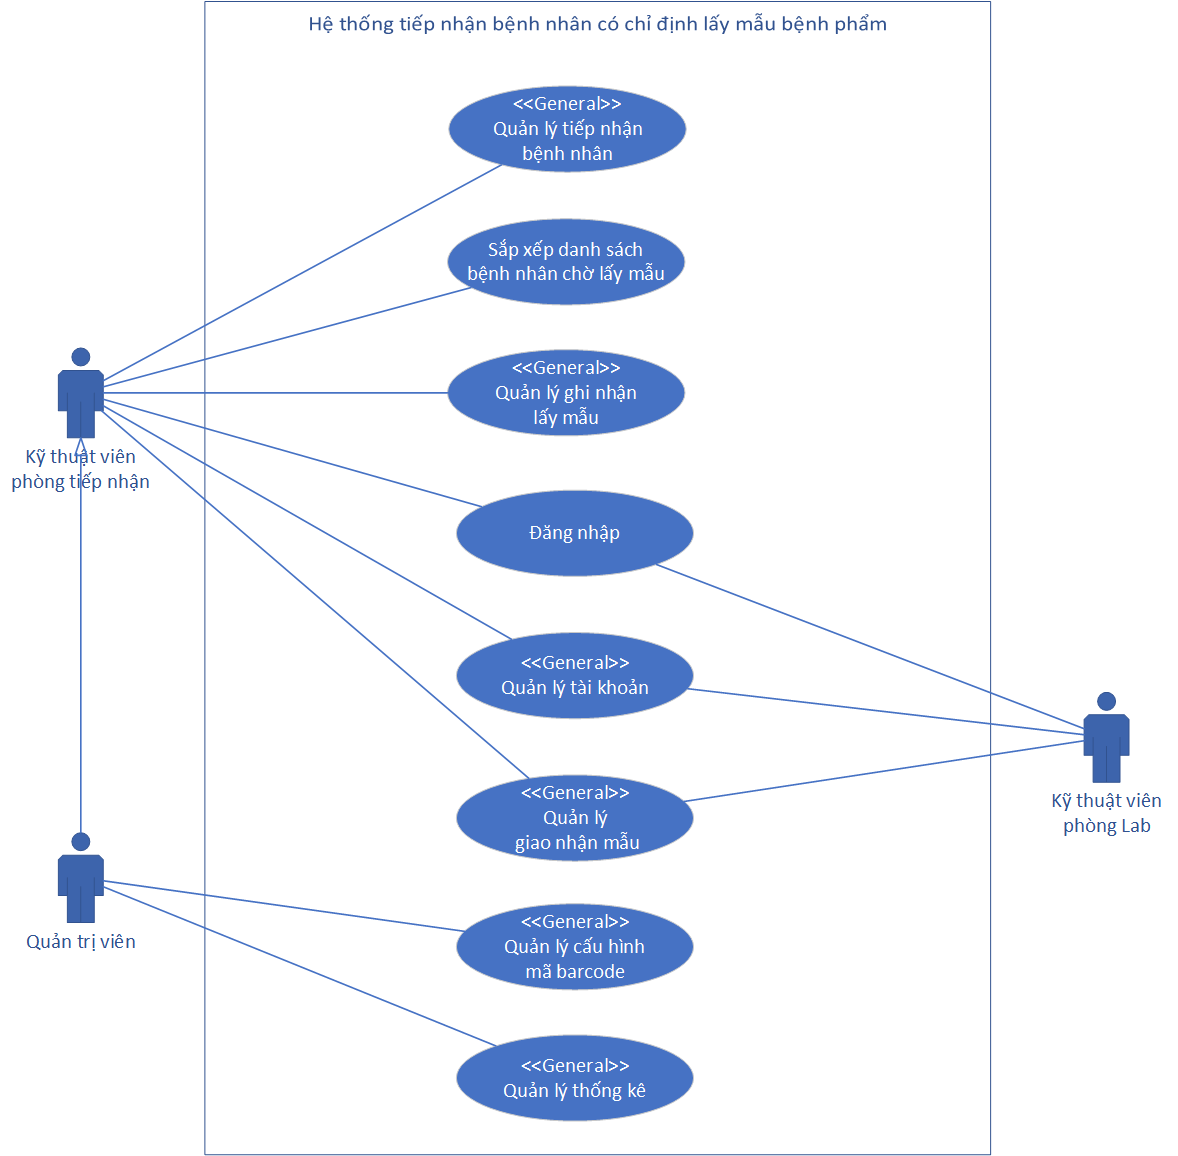 Hệ thống tiếp nhận bệnh nhân có chỉ định lấy mẫu bệnh phẩm
<<General>>
Quản lý tiếp nhận
bệnh nhân
Sắp xếp danh sách
bệnh nhân chờ lấy mẫu
<<General>>
Quản lý ghi nhận
lấy mẫu
Kỹ thuật viên
phòng tiếp nhận
Đăng nhập
<<General>>
Quản lý tài khoản
<<General>>
Quản lý
giao nhận mẫu
Kỹ thuật viên
phòng Lab
Quản trị viên
<<General>>
Quản lý cấu hình
mã barcode
<<General>>
Quản lý thống kê